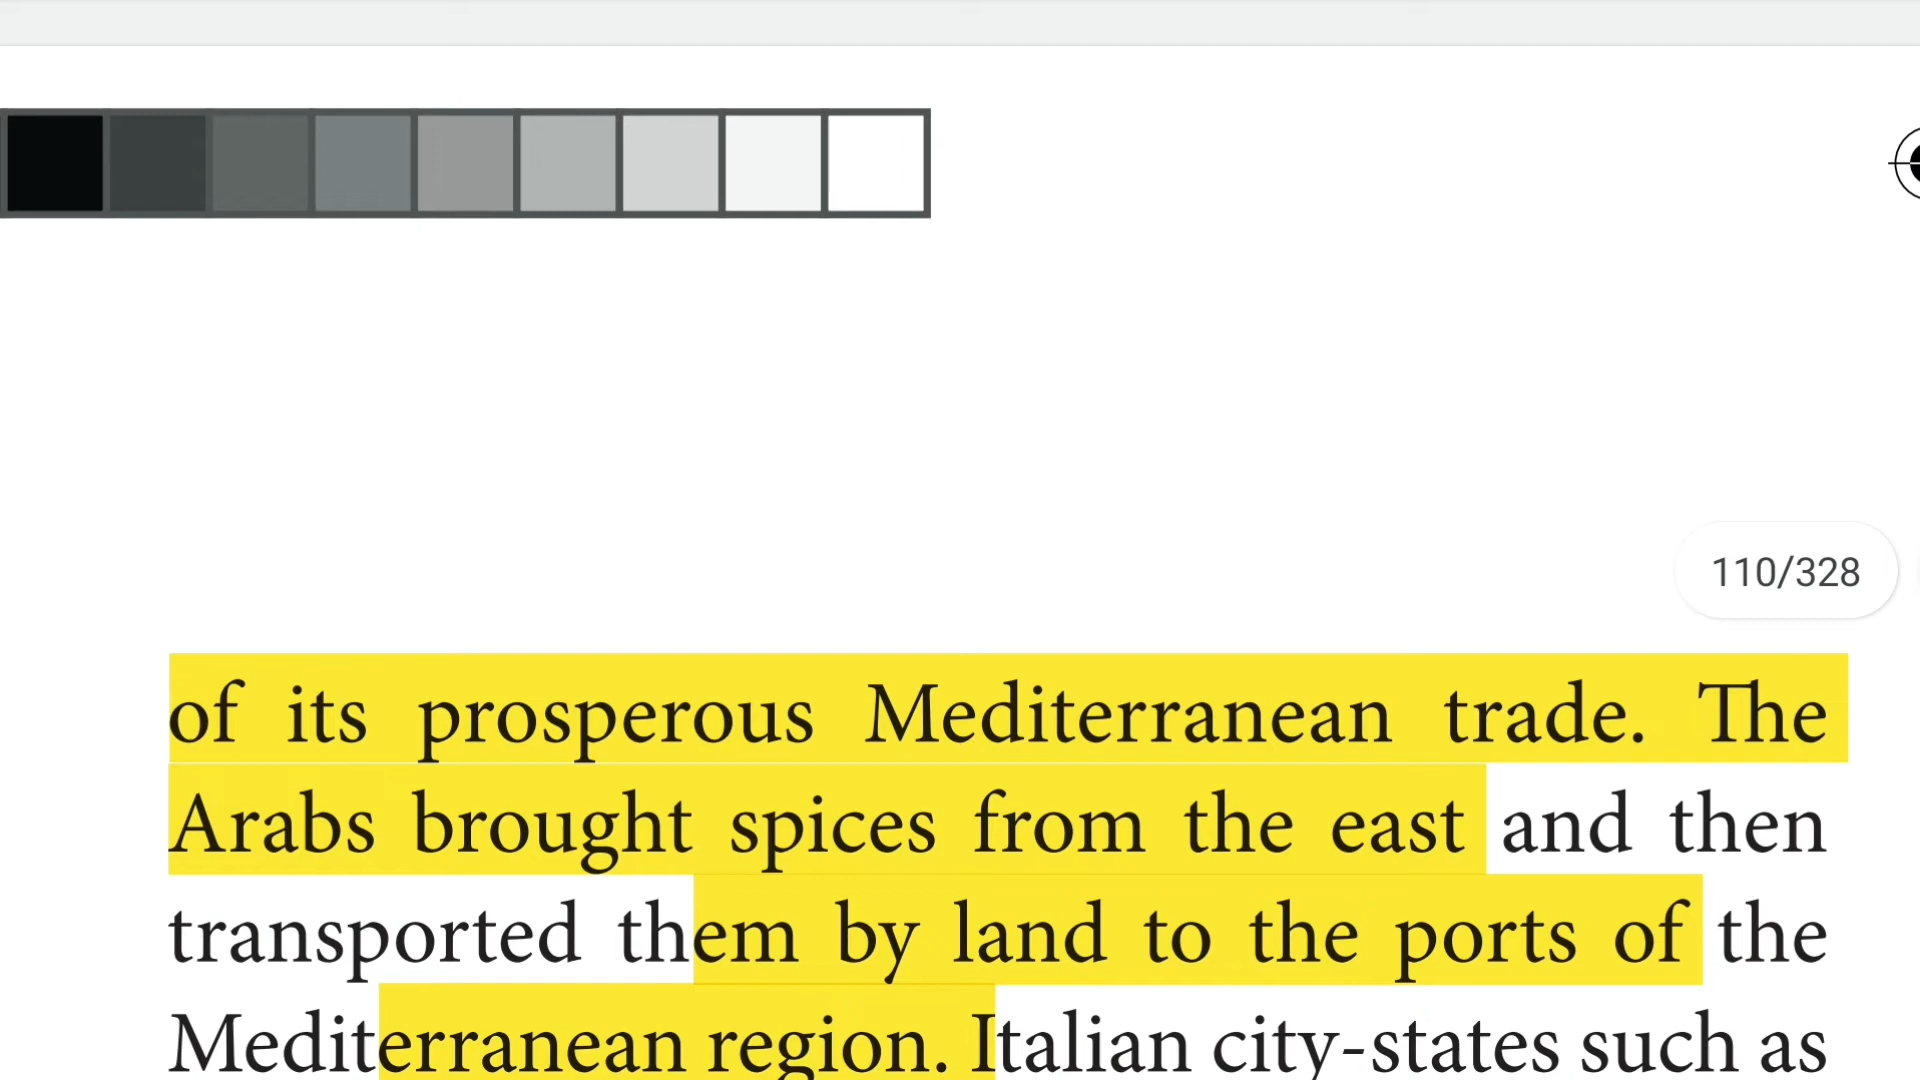 110/328
of its prosperous Mediterranean trade. The
Arabs brought spices from the east and then
transported them by land to the ports of the
Mediterranean region. Italian city-states such as